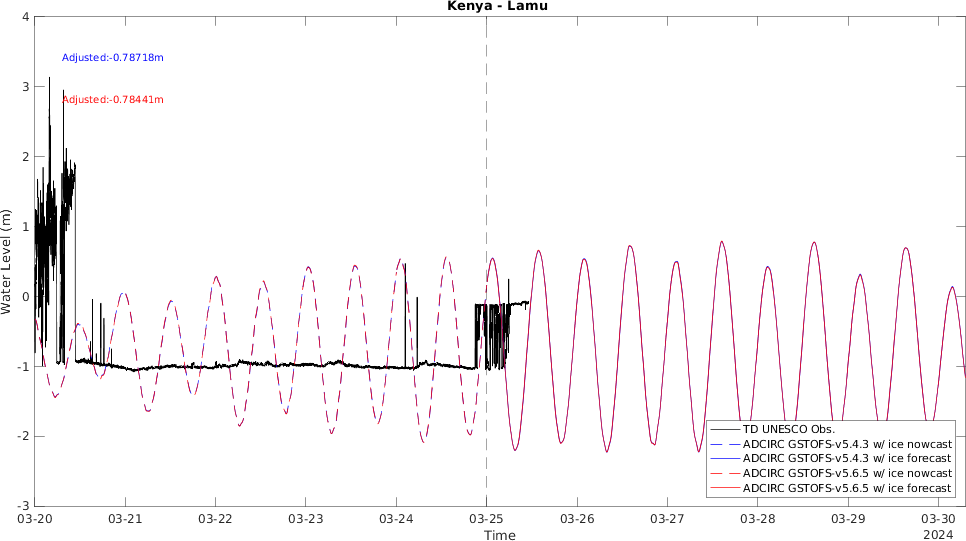 Kenya - Lamu
4
Adjusted:-0.78718m
3
Adjusted:-0.78441m
2
1
0
-1
-2
-3
Water Level (m)
TD UNESCO Obs.
ADCIRC GSTOFS-v5.4.3 w/ ice nowcast
ADCIRC GSTOFS-v5.4.3 w/ ice forecast
ADCIRC GSTOFS-v5.6.5 w/ ice nowcast
ADCIRC GSTOFS-v5.6.5 w/ ice forecast
03-20 03-21 03-22 03-23 03-24 03-25 03-26 03-27 03-28 03-29 03-30
Time
2024